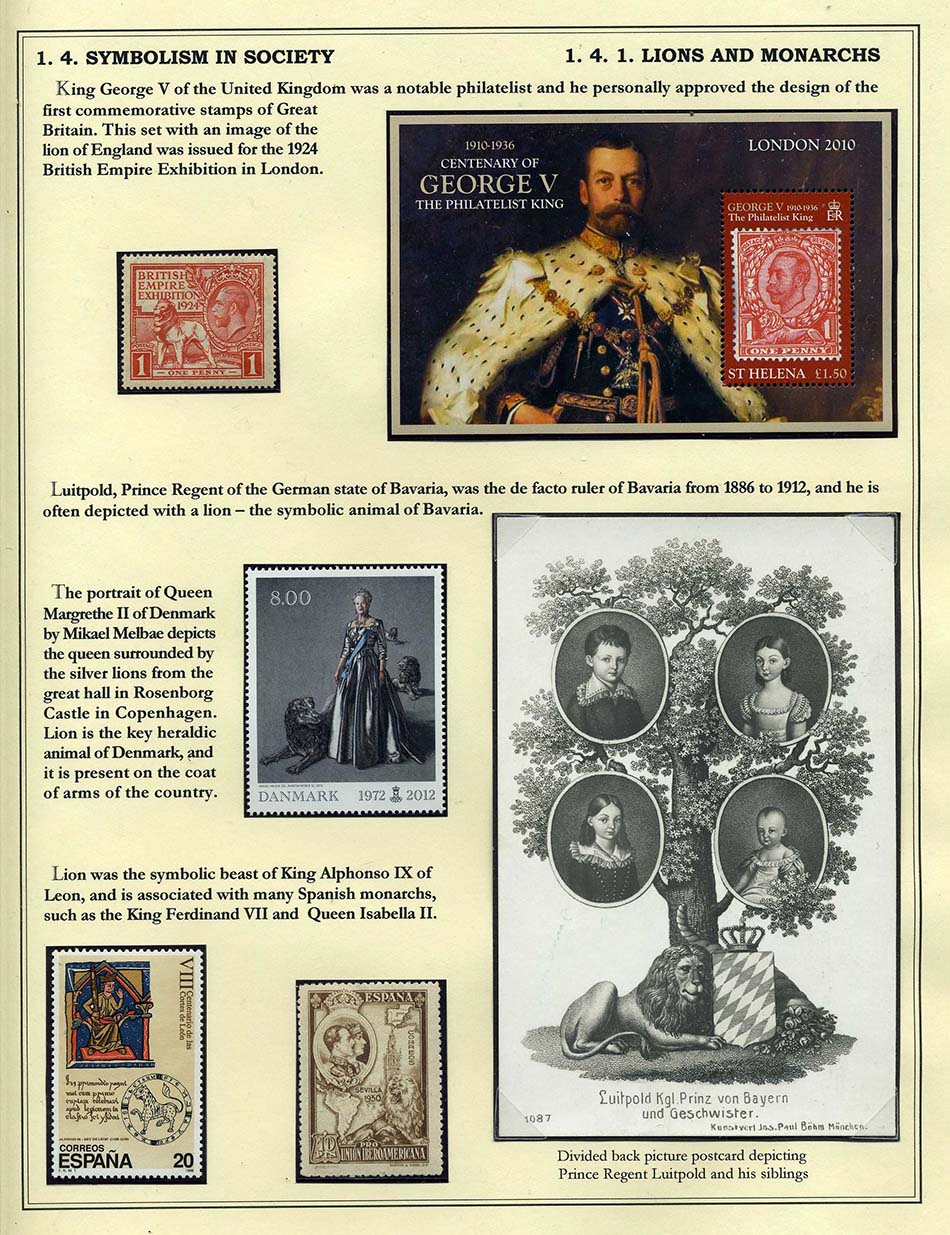 1. 4. SYMBOLISM IN SOCIETY
1. 4. 1. LIONS AND MONARCHS
King George V of the United Kingdom was a notable philatelist and he personally approved the design of the
first commemorative stamps of Great
Britain. This set with an image of the
lion of England was issued for the 1924
British Empire Exhibition in London.
1910-1936
CENTENARY OF
GEORGE V
THE PHILATELIST KING
LONDON 2010
GEORGE V 1910-1936
The Philatelist King
E II R
POSTAGE REVENUE
1 1
ONE PENNY
ST HELENA £1.50
BRITISH
EMPIRE
EXHIBITION
1924
1 1
ONE PENNY
Luitpold, Prince Regent of the German state of Bavaria, was the de facto ruler of Bavaria from 1886 to 1912, and he is
often depicted with a lion – the symbolic animal of Bavaria.
The portrait of Queen
Margrethe II of Denmark
by Mikael Melbae depicts
the queen surrounded by
the silver lions from the
great hall in Rosenborg
Castle in Copenhagen.
Lion is the key heraldic
animal of Denmark, and
it is present on the coat
of arms of the country.
8.00
DANMARK 1972 2012
Lion was the symbolic beast of King Alphonso IX of
Leon, and is associated with many Spanish monarchs,
such as the King Ferdinand VII and Queen Isabella II.
VIII Centenario de las
Cortes de León
CORREOS
ESPAÑA 20
ESPAÑA
CORREOS
SEVILLA
1930
PTS
PRO
UNIÓN IBEROAMERICANA
1087
Luitpold Kgl. Prinz von Bayern
und Geschwister.
Kunstverl Jos. Paul Böhm München.
Divided back picture postcard depicting
Prince Regent Luitpold and his siblings